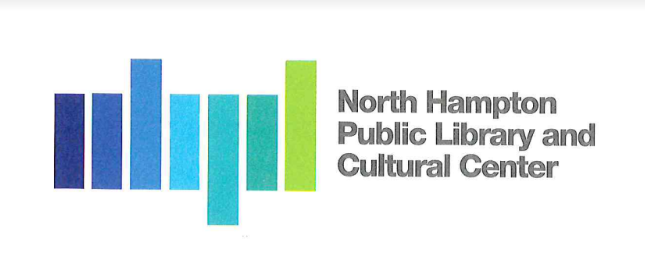 North Hampton
Public Library and
Cultural Center